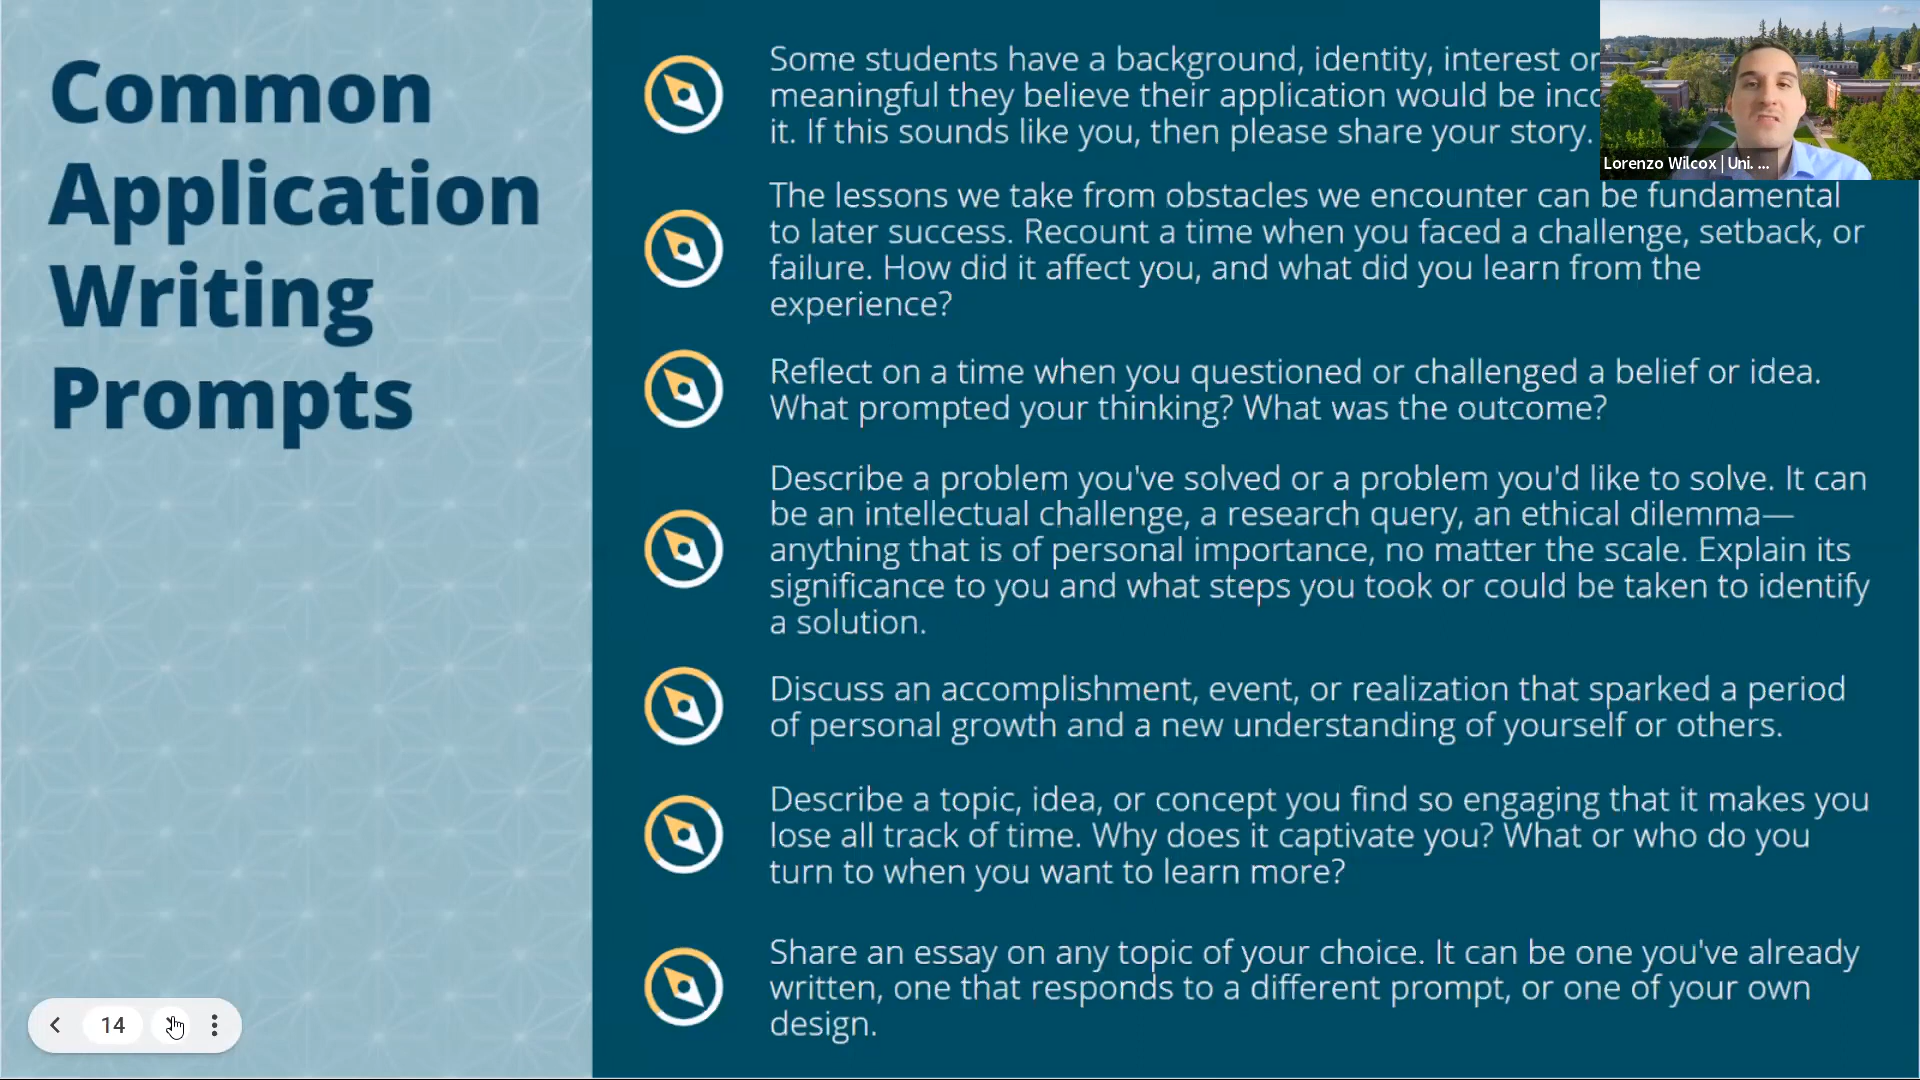 Common
Application
Writing
Prompts
Some students have a background, identity, interest or
meaningful they believe their application would be
it. If this sounds like you, then please share your story.
The lessons we take from obstacles we encounter can be fundamental
to later success. Recount a time when you faced a challenge, setback, or
failure. How did it affect you, and what did you learn from the
experience?
Reflect on a time when you questioned or challenged a belief or idea.
What prompted your thinking? What was the outcome?
Describe a problem you've solved or a problem you'd like to solve. It can
be an intellectual challenge, a research query, an ethical dilemma—
anything that is of personal importance, no matter the scale. Explain its
significance to you and what steps you took or could be taken to identify
a solution.
Discuss an accomplishment, event, or realization that sparked a period
of personal growth and a new understanding of yourself or others.
Describe a topic, idea, or concept you find so engaging that it makes you
lose all track of time. Why does it captivate you? What or who do you
turn to when you want to learn more?
Share an essay on any topic of your choice. It can be one you've already
written, one that responds to a different prompt, or one of your own
design.
Lorenzo Wilcox | Uni. ...
14